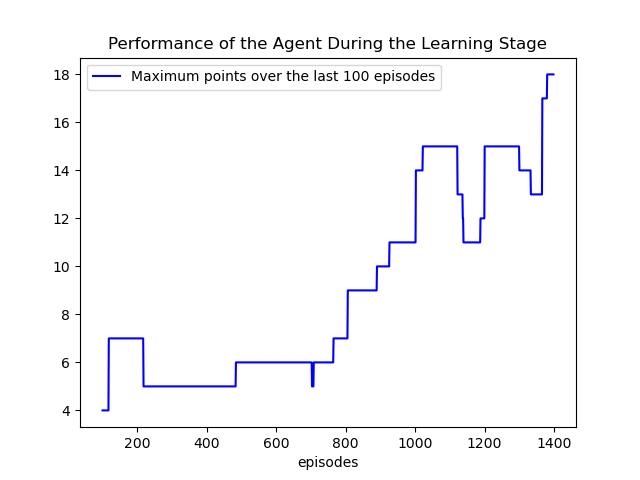 Performance of the Agent During the Learning Stage
Maximum points over the last 100 episodes
18
16
14
12
10
8
6
4
200 400 600 800 1000 1200 1400
episodes